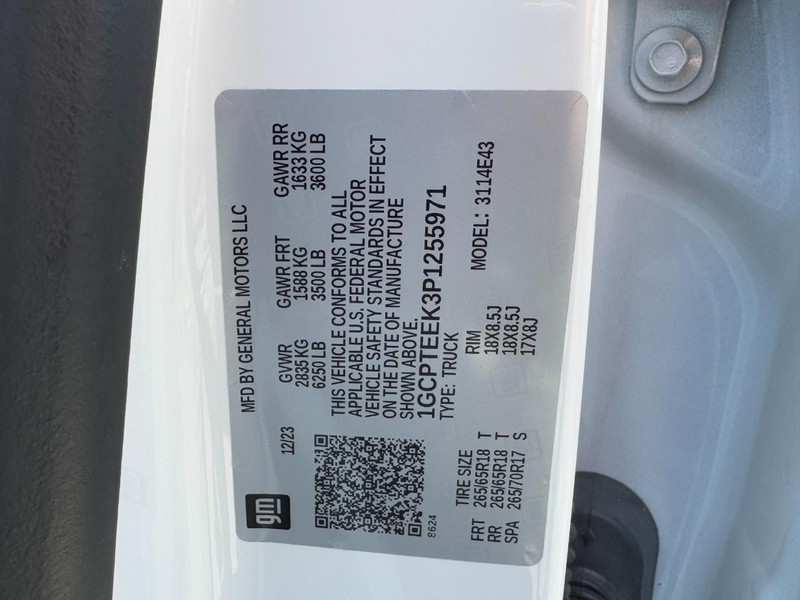 gm
MFD BY GENERAL MOTORS LLC
12/23
GVWR GAWR FRT GAWR RR
2835 KG 1588 KG 1633 KG
6250 LB 3500 LB 3600 LB
THIS VEHICLE CONFORMS TO ALL
APPLICABLE U.S. FEDERAL MOTOR
VEHICLE SAFETY STANDARDS IN EFFECT
ON THE DATE OF MANUFACTURE
SHOWN ABOVE.
1GCPTEEK3P1255971
TYPE: TRUCK
8624
MODEL: 3114E43
TIRE SIZE RIM
FRT 265/65R18 T 18X8.5J
RR 265/65R18 T 18X8.5J
SPA 265/70R17 S 17X8J